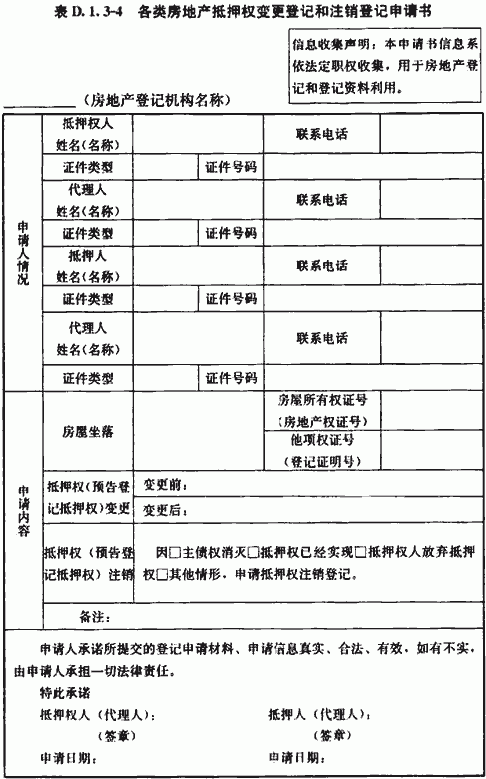 表 D. 1. 3-4 各类房地产抵押权变更登记和注销登记申请书
信息收集声明：本申请书信息系
依法定职权收集，用于房地产登
记和登记资料利用。
（房地产登记机构名称）
申请人情况
抵押权人
姓名(名称)
联系电话
证件类型
证件号码
代理人
姓名(名称)
联系电话
证件类型
证件号码
抵押人
姓名(名称)
联系电话
证件类型
证件号码
代理人
姓名(名称)
联系电话
证件类型
证件号码
申请内容
房屋坐落
房屋所有权证号
(房地产权证号)
他项权证号
(登记证明号)
抵押权(预告登
记抵押权)变更
变更前：
变更后：
抵押权（预告登
记抵押权）注销
因□主债权消灭□抵押权已经实现□抵押权人放弃抵押
权□其他情形，申请抵押权注销登记。
备注：
申请人承诺所提交的登记申请材料、申请信息真实、合法、有效，如有不实，
由申请人承担一切法律责任。
特此承诺
抵押权人（代理人）： 抵押人（代理人）：
（签章） （签章）
申请日期： 申请日期：